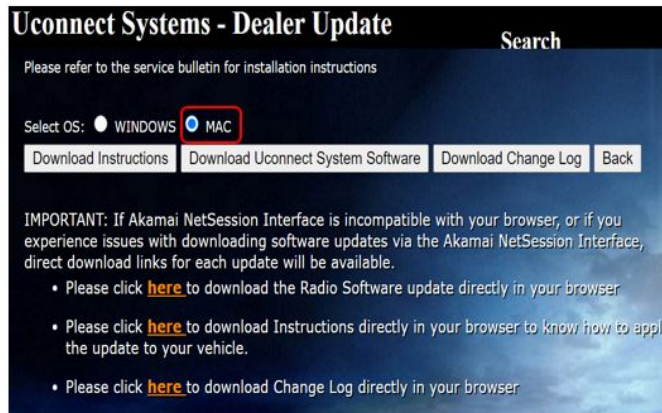 Uconnect Systems - Dealer Update
Search
Please refer to the service bulletin for installation instructions
Select OS: WINDOWS MAC
Download Instructions Download Uconnect System Software Download Change Log Back
IMPORTANT: If Akamai NetSession Interface is incompatible with your browser, or if you
experience issues with downloading software updates via the Akamai NetSession Interface,
direct download links for each update will be available.
• Please click here to download the Radio Software update directly in your browser
• Please click here to download Instructions directly in your browser to know how to appl
the update to your vehicle.
• Please click here to download Change Log directly in your browser